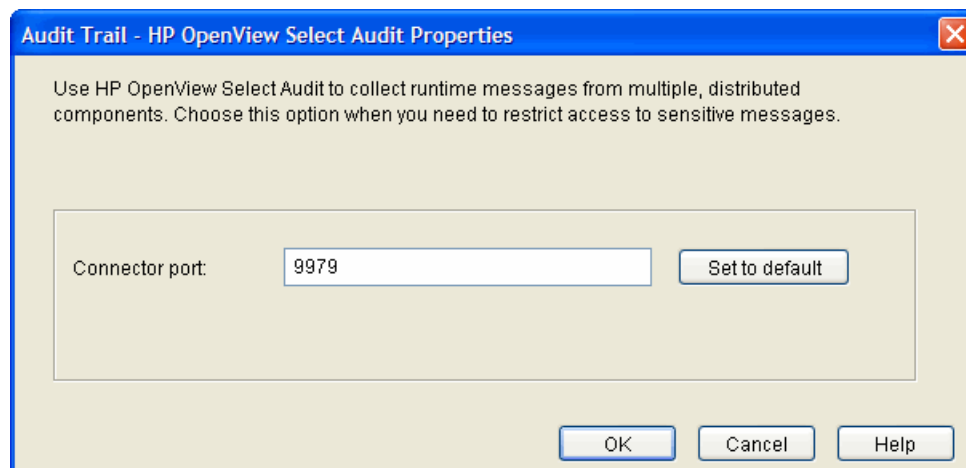 Audit Trail - HP OpenView Select Audit Properties
Use HP OpenView Select Audit to collect runtime messages from multiple, distributed
components. Choose this option when you need to restrict access to sensitive messages.
Connector port: 9979 Set to default
OK Cancel Help